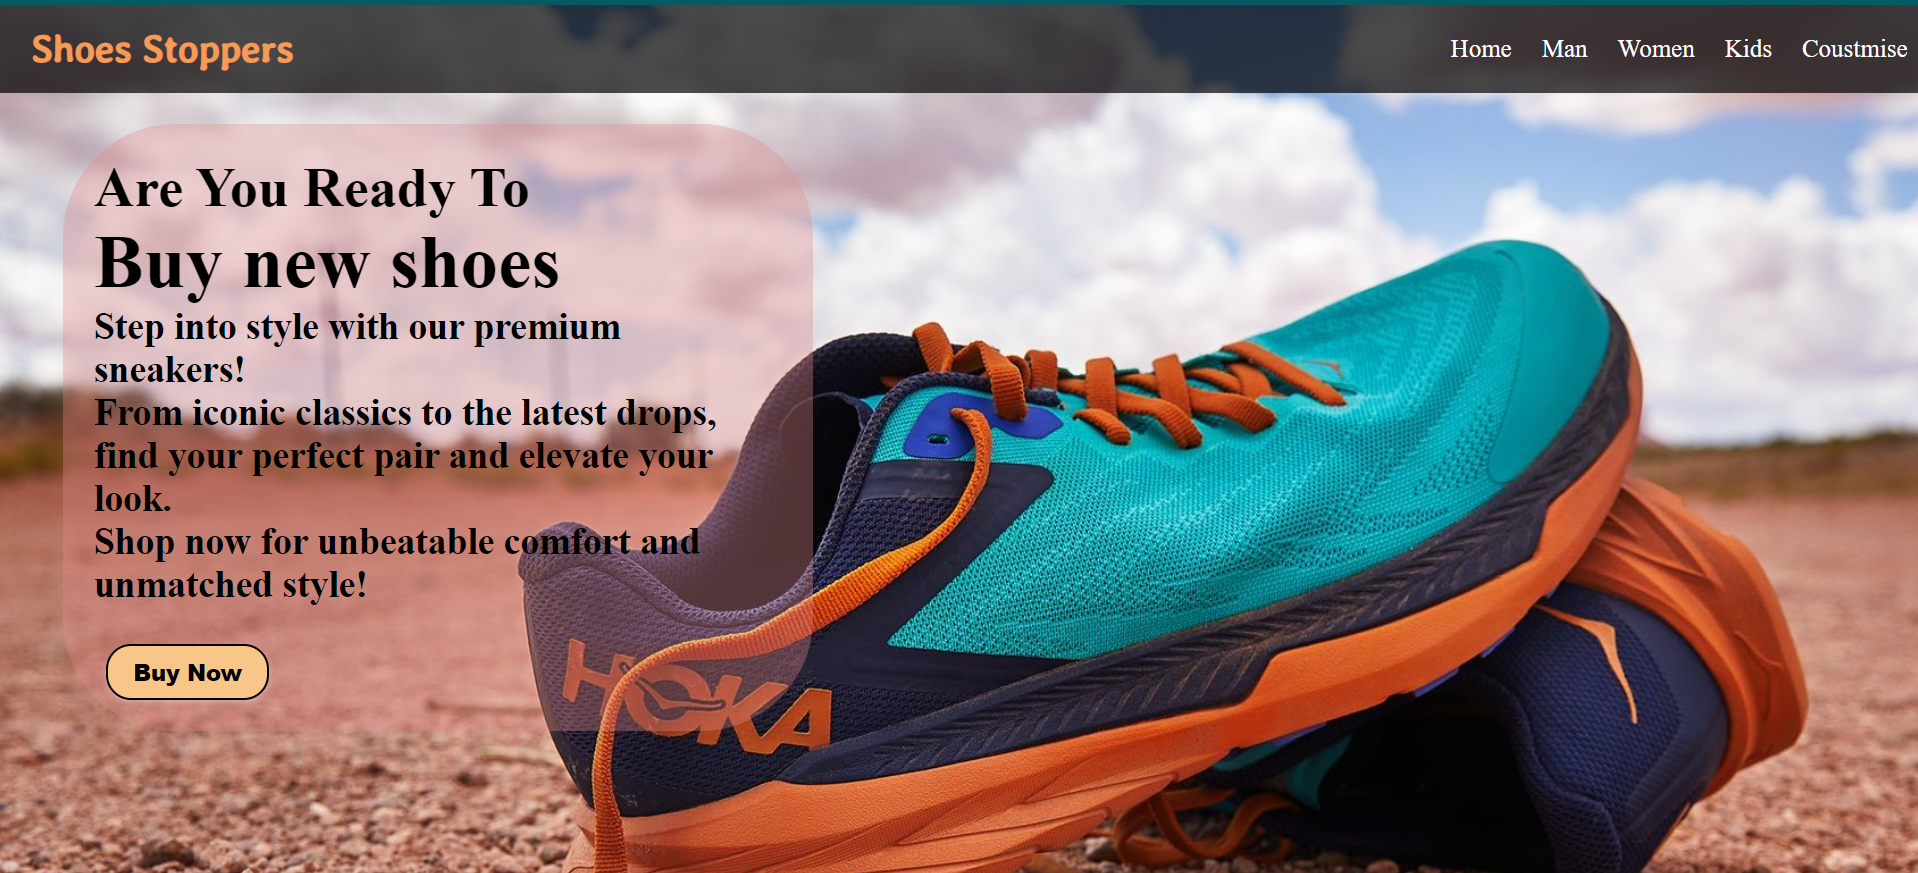 Shoes Stoppers
Home Man Women Kids Coustmise
Are You Ready To
Buy new shoes
Step into style with our premium
sneakers!
From iconic classics to the latest drops,
find your perfect pair and elevate your
look.
Shop now for unbeatable comfort and
unmatched style!
Buy Now
HOKA